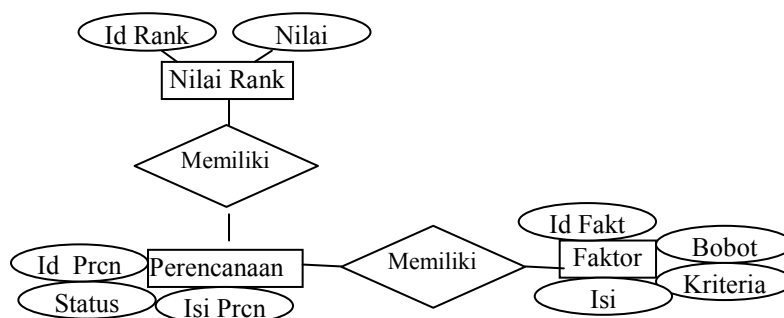 Id Rank
Nilai
Nilai Rank
Memiliki
Id Fakt
Memiliki
Id Prcn
Perencanaan
Faktor
Bobot
Status
Isi Prcn
Isi
Kriteria